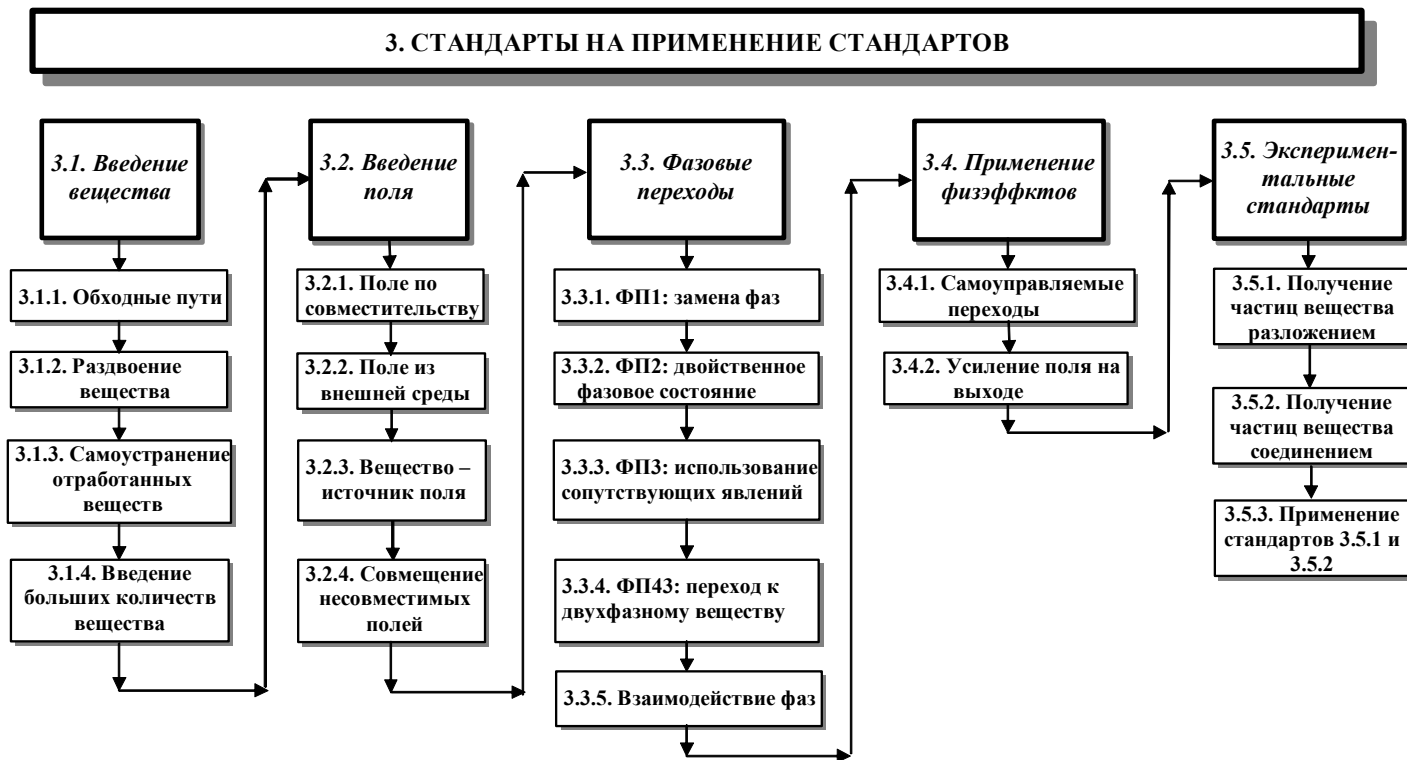 3. СТАНДАРТЫ НА ПРИМЕНЕНИЕ СТАНДАРТОВ
3.1. Введение
вещества
3.1.1. Обходные пути
3.1.2. Раздвоение
вещества
3.1.3. Самоустранение
отработанных
веществ
3.1.4. Введение
больших количеств
вещества
3.2. Введение
поля
3.2.1. Поле по
совместительству
3.2.2. Поле из
внешней среды
3.2.3. Вещество –
источник поля
3.2.4. Совмещение
несовместимых
полей
3.3. Фазовые
переходы
3.3.1. ФП1: замена фаз
3.3.2. ФП2: двойственное
фазовое состояние
3.3.3. ФП3: использование
сопутствующих явлений
3.3.4. ФП43: переход к
двухфазному веществу
3.3.5. Взаимодействие фаз
3.4. Применение
физэффктов
3.4.1. Самоуправляемые
переходы
3.4.2. Усиление поля на
выходе
3.5. Эксперимен-
тальные
стандарты
3.5.1. Получение
частиц вещества
разложением
3.5.2. Получение
частиц вещества
соединением
3.5.3. Применение
стандартов 3.5.1 и
3.5.2